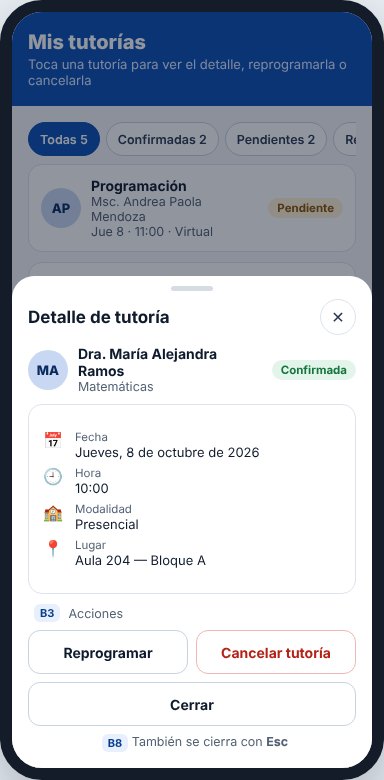 Mis tutorías
Toca una tutoría para ver el detalle, reprogramarla o
cancelarla
Todas 5
Confirmadas 2
Pendientes 2
Re
AP
Programación
Msc. Andrea Paola
Mendoza
Jue 8 · 11:00 · Virtual
Pendiente
Detalle de tutoría
✕
MA
Dra. María Alejandra
Ramos
Matemáticas
Confirmada
Fecha
Jueves, 8 de octubre de 2026
Hora
10:00
Modalidad
Presencial
Lugar
Aula 204 — Bloque A
B3 Acciones
Reprogramar
Cancelar tutoría
Cerrar
B8 También se cierra con Esc